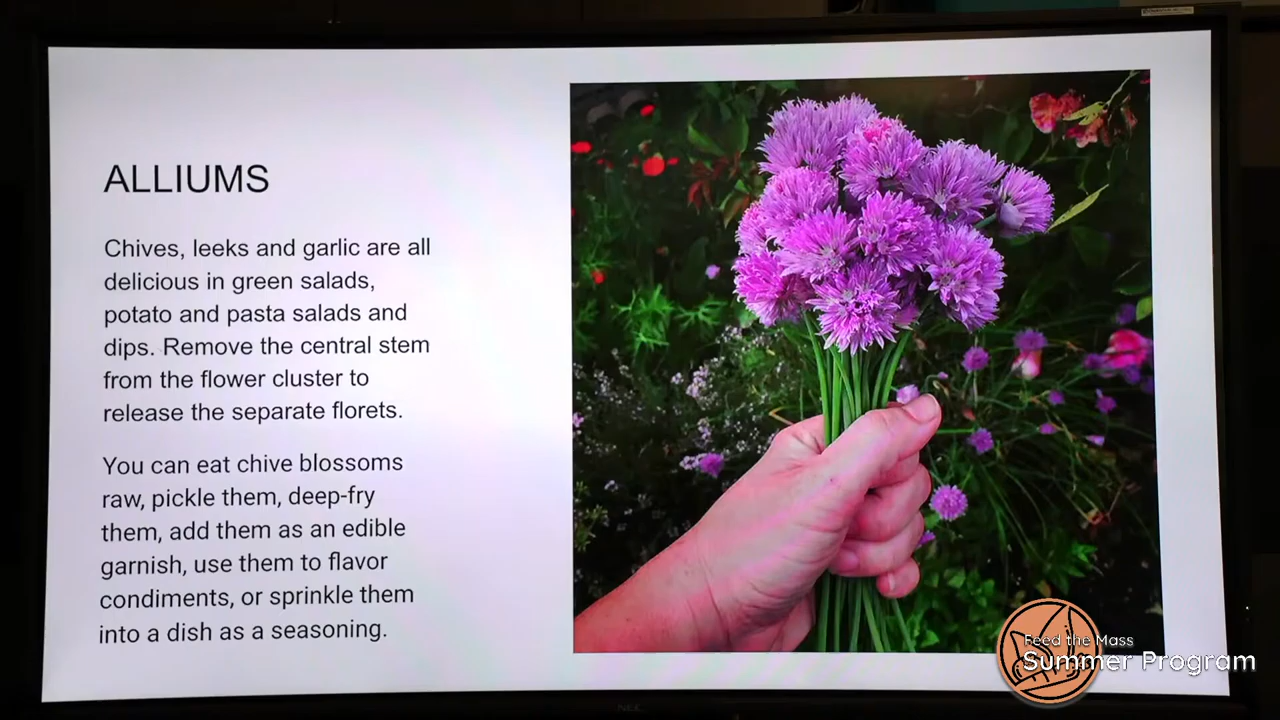 ALLIUMS
Chives, leeks and garlic are all
delicious in green salads,
potato and pasta salads and
dips. Remove the central stem
from the flower cluster to
release the separate florets.
You can eat chive blossoms
raw, pickle them, deep-fry
them, add them as an edible
garnish, use them to flavor
condiments, or sprinkle them
into a dish as a seasoning.
Feed the Mass
Summer Program
NEC